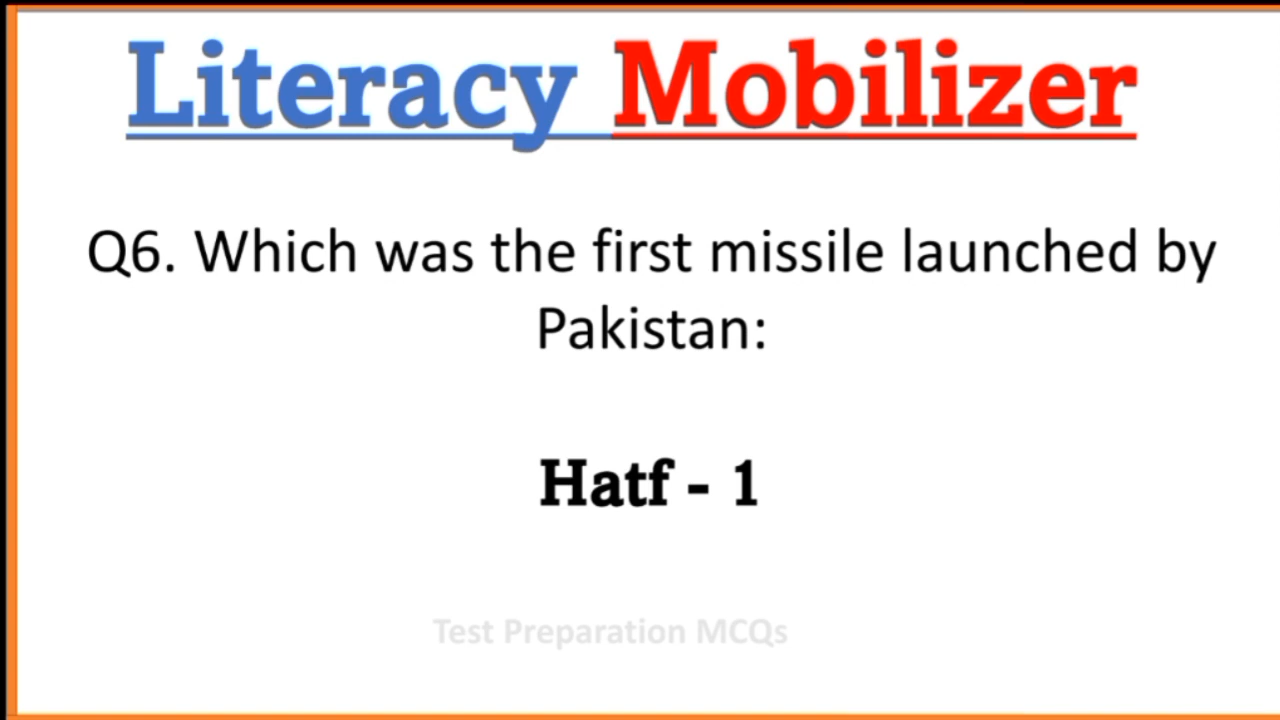 Literacy Mobilizer
Q6. Which was the first missile launched by
Pakistan:
Hatf - 1
Test Preparation MCQs